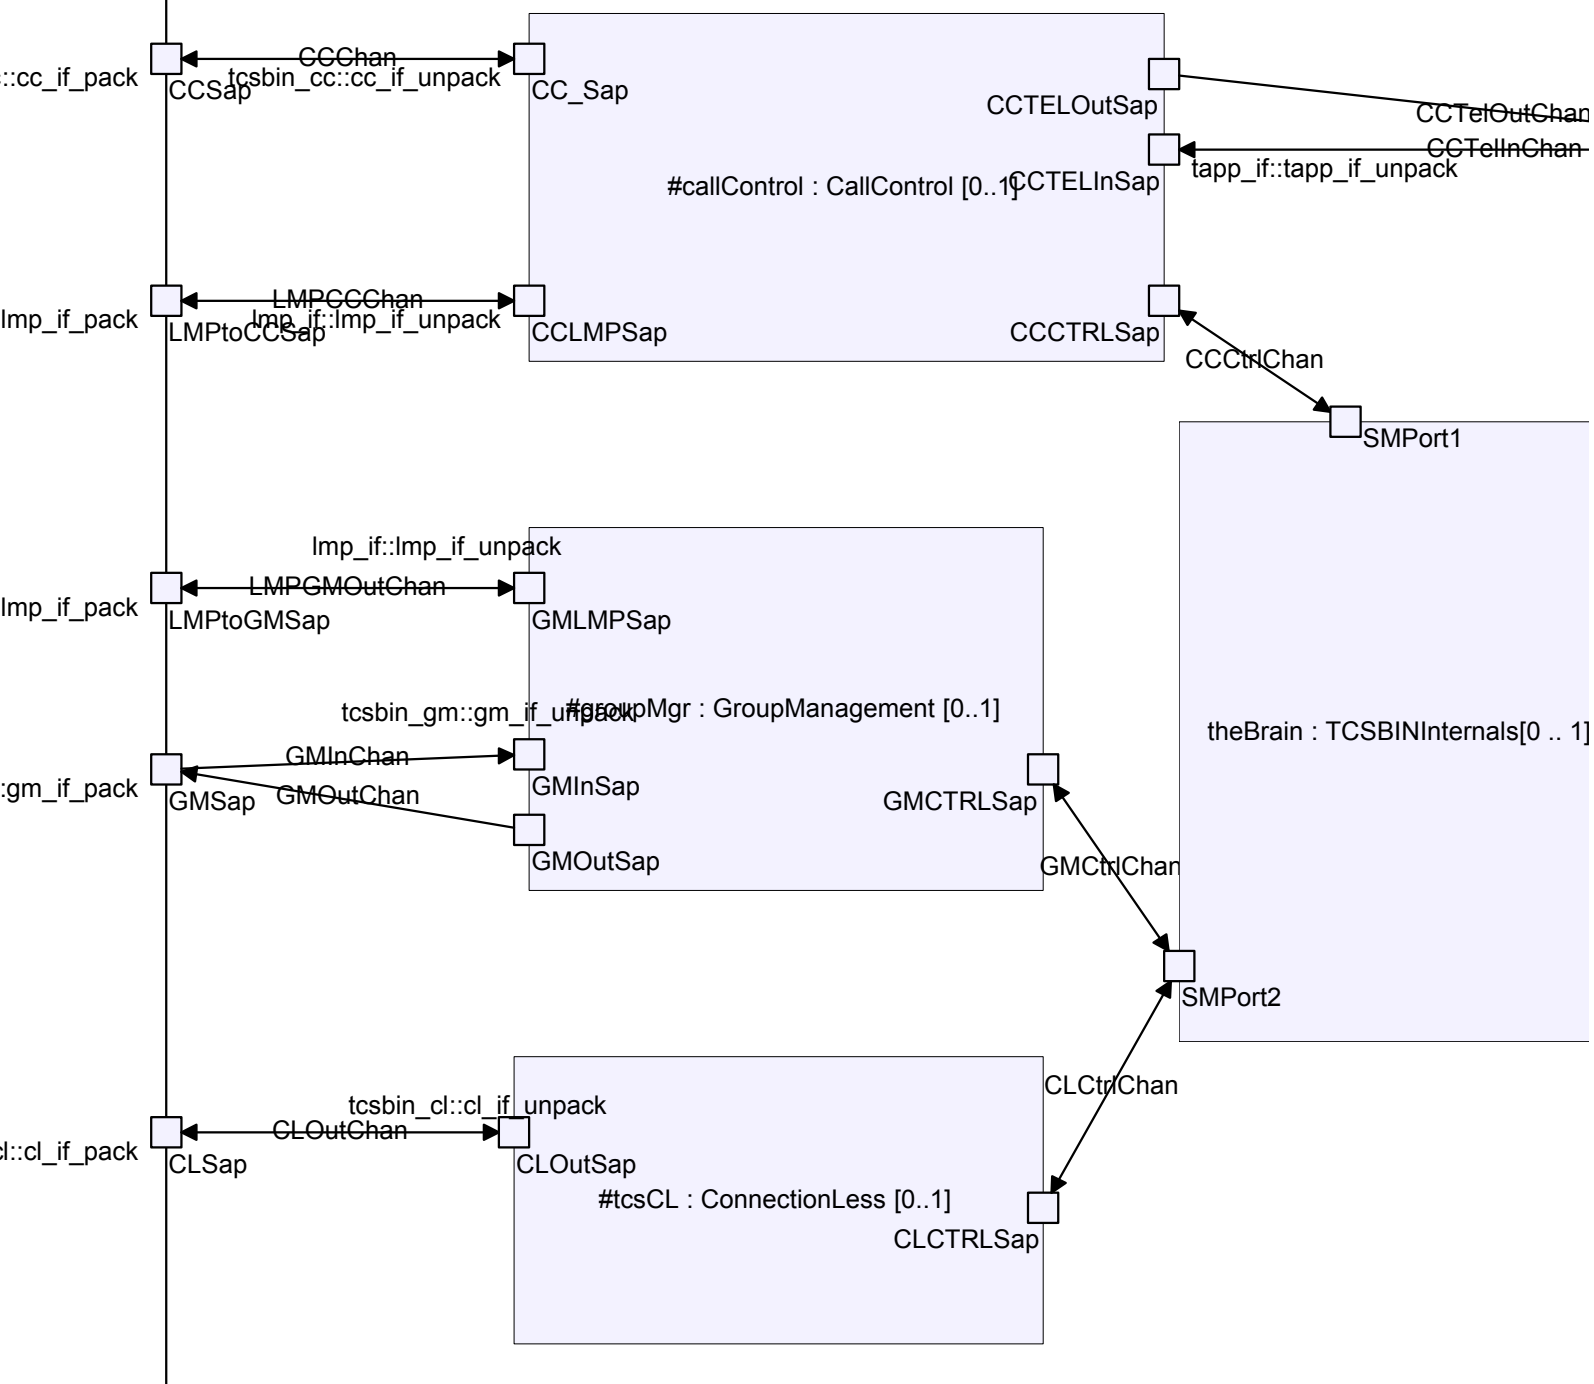 CCChan
:cc_if_pack
tcsbin_cc::cc_if_unpack
CCSap
CC_Sap
CCTELOutSap
CCTelOutChan
CCTelInChan
tapp_if::tapp_if_unpack
#callControl : CallControl [0..1]
CCTELInSap
LMPCCChan
lmp_if_pack
lmp_if::lmp_if_unpack
LMPtoCCSap
CCLMPSap
CCCTRLSap
CCCtrlChan
SMPort1
lmp_if::lmp_if_unpack
LMPGMOutChan
lmp_if_pack
LMPtoGMSap
GMLMPSap
tcsbin_gm::gm_if_unpack
#groupMgr : GroupManagement [0..1]
theBrain : TCSBINInternals[0 .. 1]
GMInChan
:gm_if_pack
GMSap
GMOutChan
GMInSap
GMCTRLSap
GMOutSap
GMCtrlChan
SMPort2
CLCtrlChan
tcsbin_cl::cl_if_unpack
CLOutChan
cl::cl_if_pack
CLSap
CLOutSap
#tcsCL : ConnectionLess [0..1]
CLCTRLSap